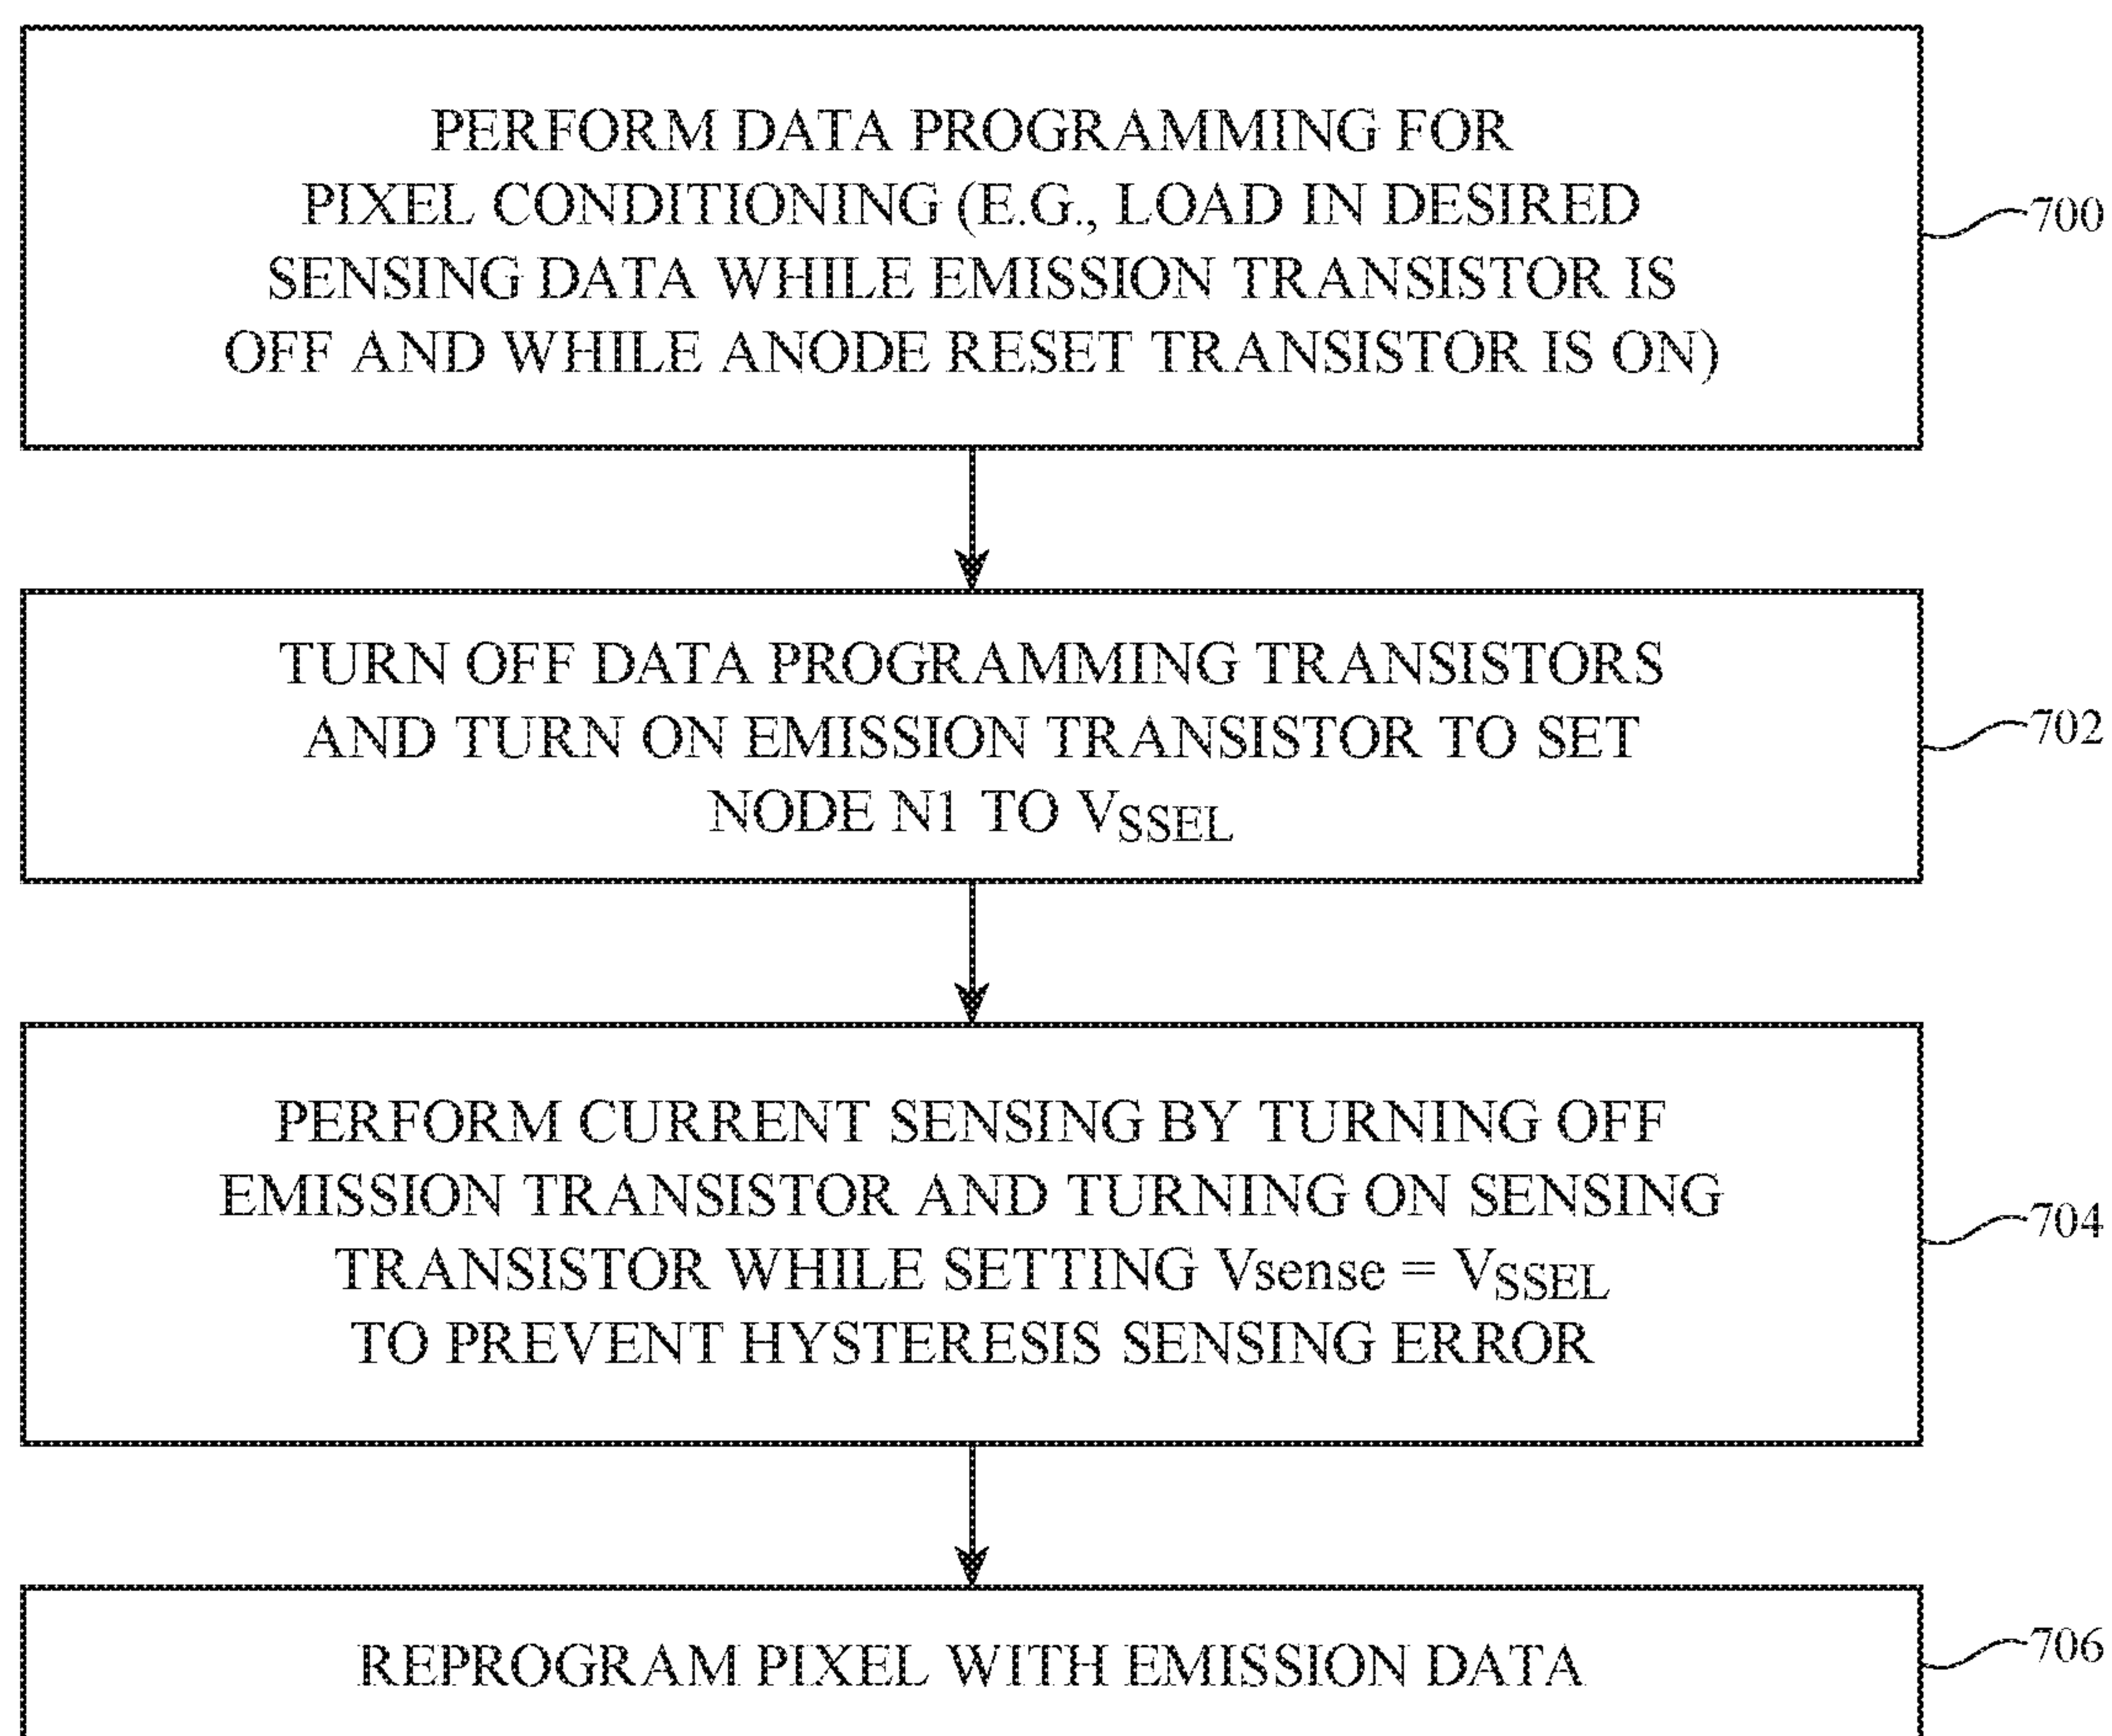 PERFORM DATA PROGRAMMING FOR
PIXEL CONDITIONING (E.G., LOAD IN DESIRED
SENSING DATA WHILE EMISSION TRANSISTOR IS
OFF AND WHILE ANODE RESET TRANSISTOR IS ON)
700
TURN OFF DATA PROGRAMMING TRANSISTORS
AND TURN ON EMISSION TRANSISTOR TO SET
NODE N1 TO VSSEL
702
PERFORM CURRENT SENSING BY TURNING OFF
EMISSION TRANSISTOR AND TURNING ON SENSING
TRANSISTOR WHILE SETTING Vsense = VSSEL
TO PREVENT HYSTERESIS SENSING ERROR
704
REPROGRAM PIXEL WITH EMISSION DATA
706